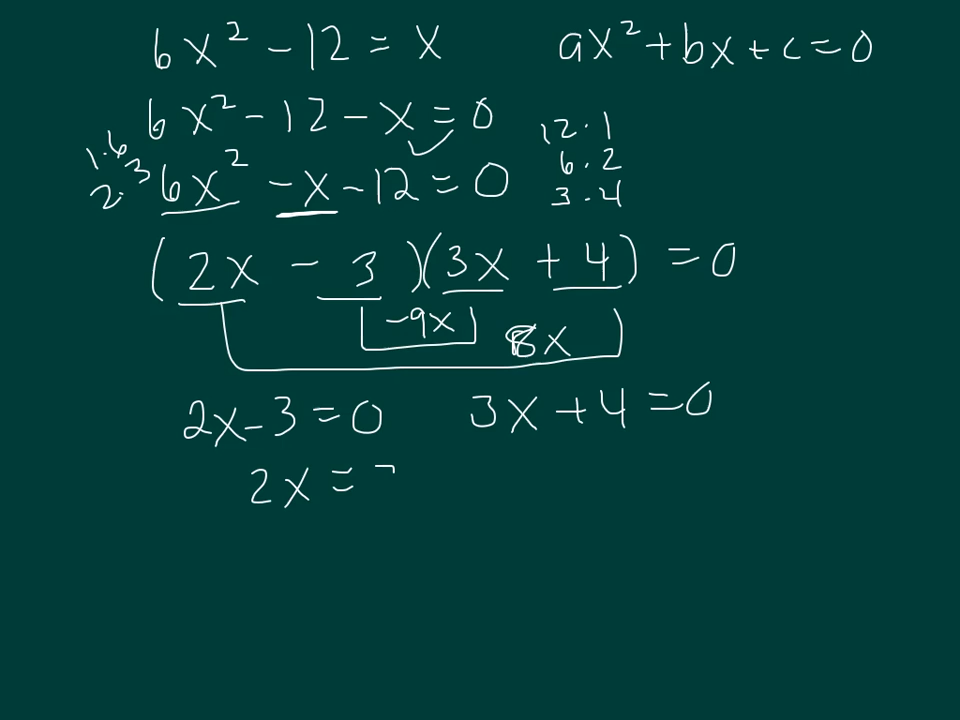 6x² - 12 = x
ax² + bx + c = 0
6x² - 12 - x = 0
12 · 1
1 · 6
6 · 2
2 · 3
6x² - x - 12 = 0
3 · 4
(2x - 3)(3x + 4) = 0
-9x
8x
2x - 3 = 0
3x + 4 = 0
2x =